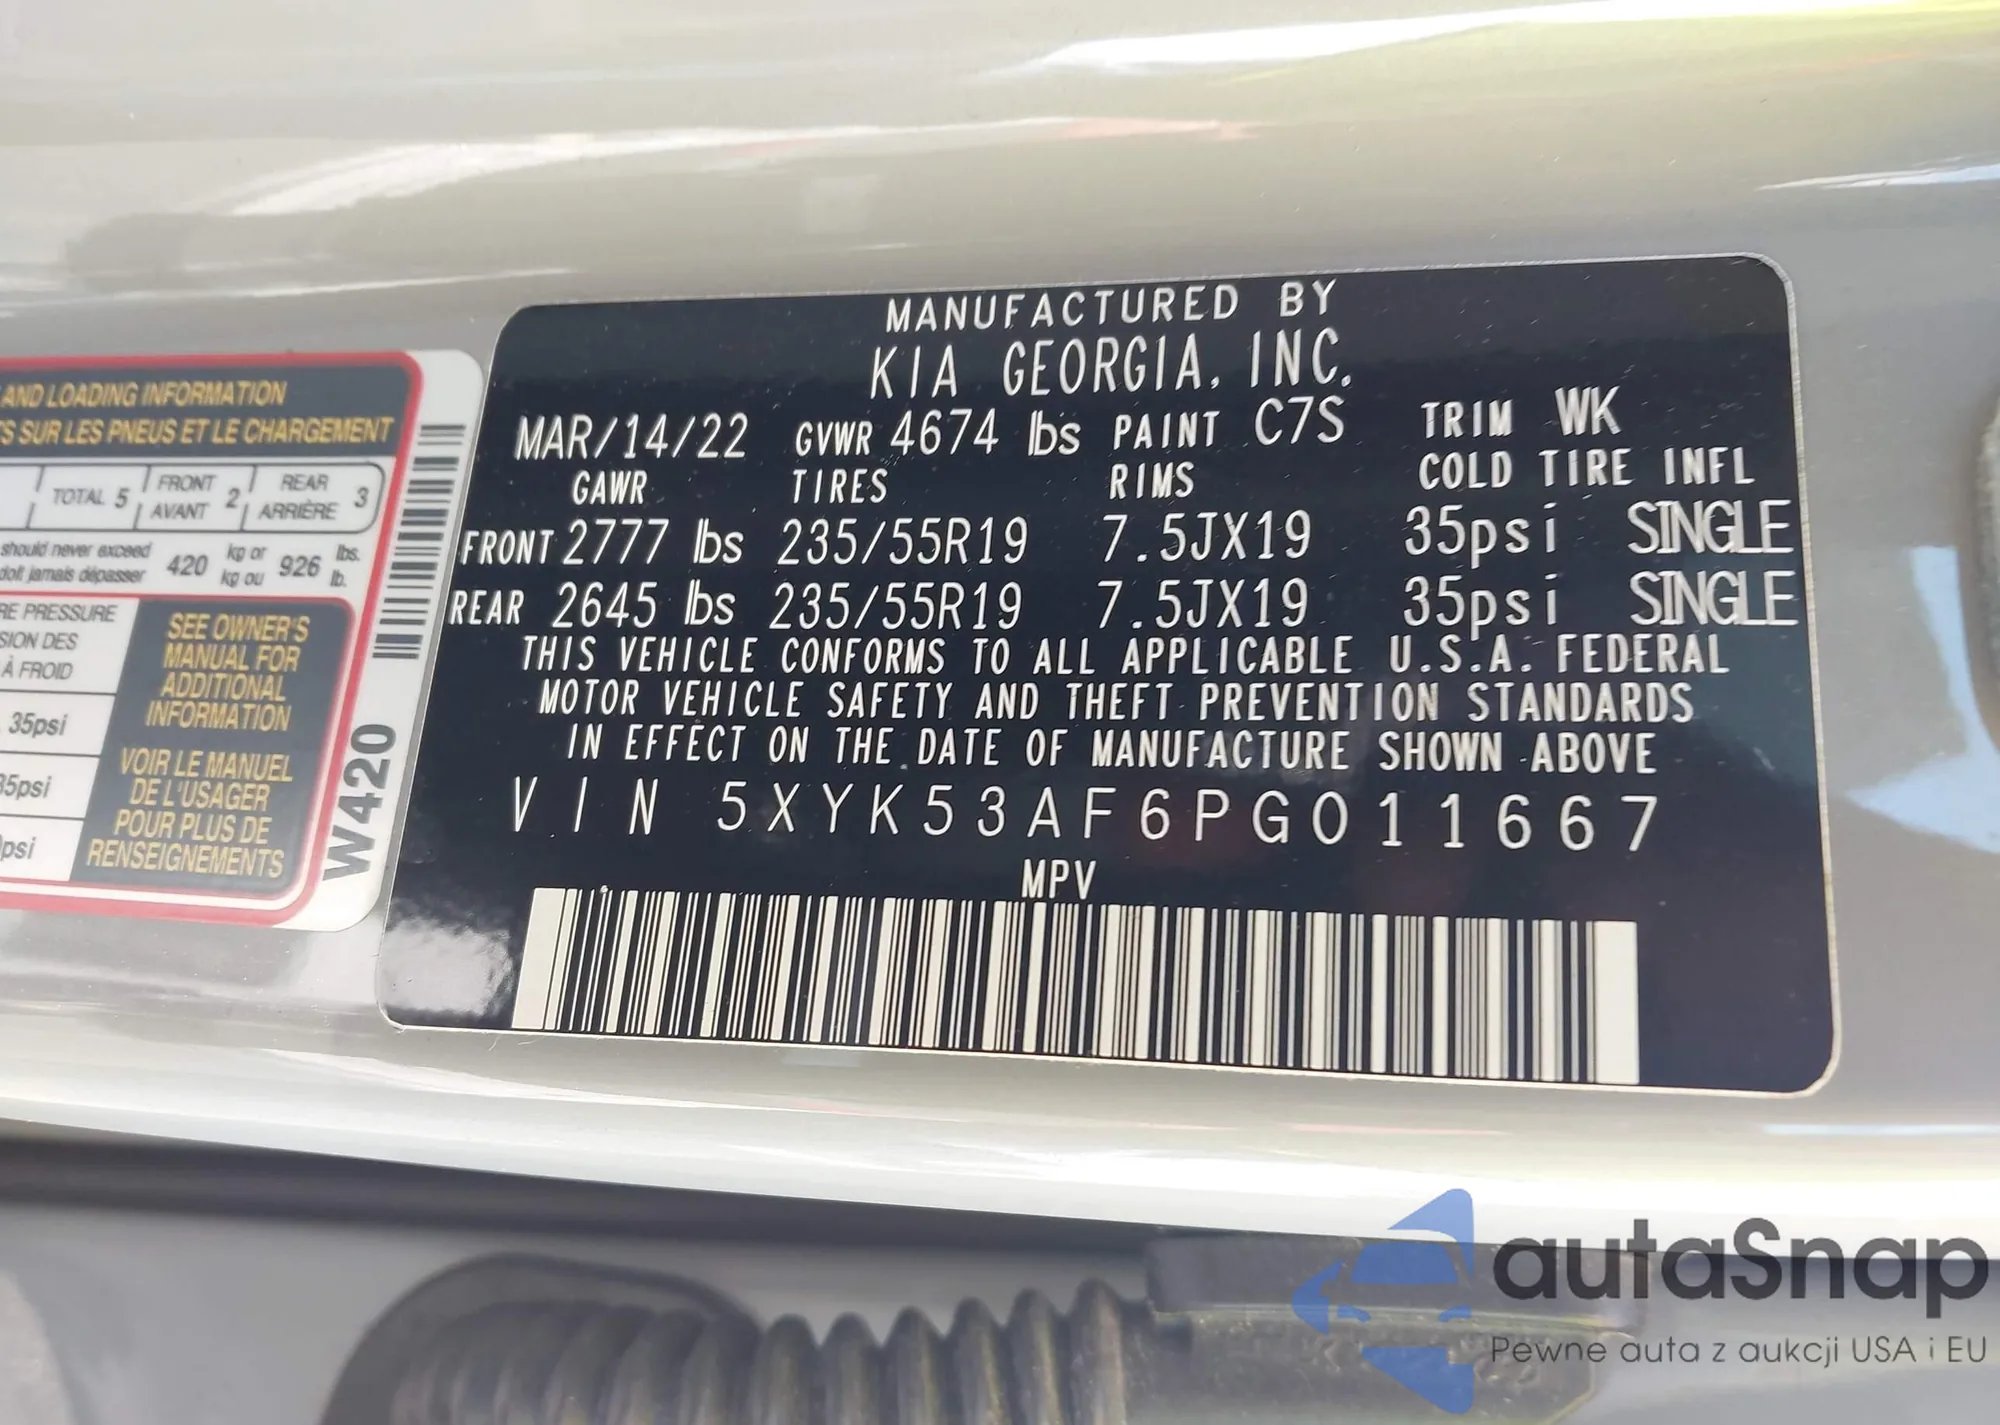 MANUFACTURED BY
KIA GEORGIA, INC.
MAR/14/22 GVWR 4674 lbs PAINT C7S TRIM WK
GAWR TIRES RIMS COLD TIRE INFL
FRONT 2777 lbs 235/55R19 7.5JX19 35psi SINGLE
REAR 2645 lbs 235/55R19 7.5JX19 35psi SINGLE
THIS VEHICLE CONFORMS TO ALL APPLICABLE U.S.A. FEDERAL
MOTOR VEHICLE SAFETY AND THEFT PREVENTION STANDARDS
IN EFFECT ON THE DATE OF MANUFACTURE SHOWN ABOVE
VIN 5XYK53AF6PG011667
MPV
AND LOADING INFORMATION
SUR LES PNEUS ET LE CHARGEMENT
TOTAL 5 FRONT 2 REAR 3
AVANT ARRIÈRE
should never exceed 420 kg or 926 lbs.
doit jamais dépasser kg ou lb.
PRESSURE
DES
À FROID
35psi
35psi
psi
SEE OWNER'S
MANUAL FOR
ADDITIONAL
INFORMATION
VOIR LE MANUEL
DE L'USAGER
POUR PLUS DE
RENSEIGNEMENTS
W420
autaSnap
Pewne auta z aukcji USA i EU